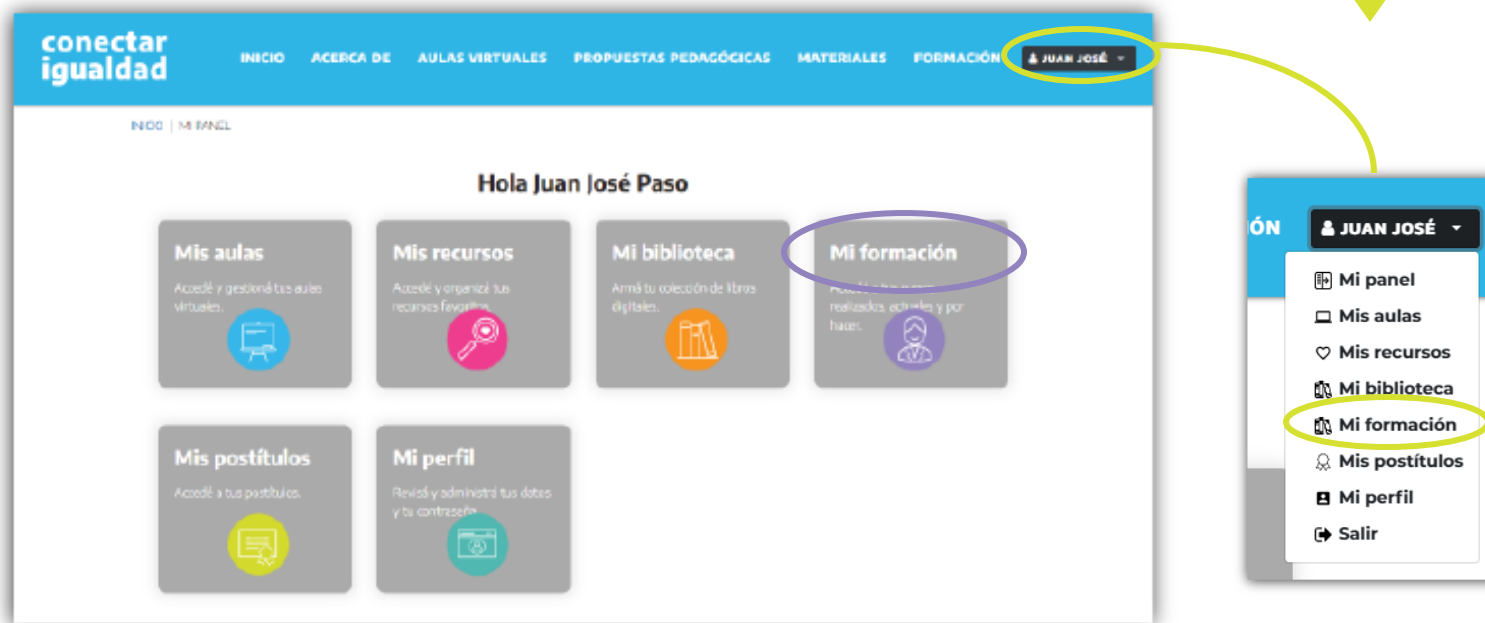 conectar
igualdad
INICIO ACERCA DE AULAS VIRTUALES PROPUESTAS PEDAGÓGICAS MATERIALES FORMACIÓN JUAN JOSÉ
INICIO | MI PANEL
Hola Juan José Paso
Mis aulas
Accedé y gestioná tus aulas
virtuales.
Mis recursos
Accedé y organizá tus
recursos favoritos.
Mi biblioteca
Armá tu colección de libros
digitales.
Mi formación
realizados, actuales y por
hacer.
Mis postítulos
Accedé a tus postítulos.
Mi perfil
Revisá y administrá tus datos
y tu contraseña.
IÓN JUAN JOSÉ
Mi panel
Mis aulas
Mis recursos
Mi biblioteca
Mi formación
Mis postítulos
Mi perfil
Salir